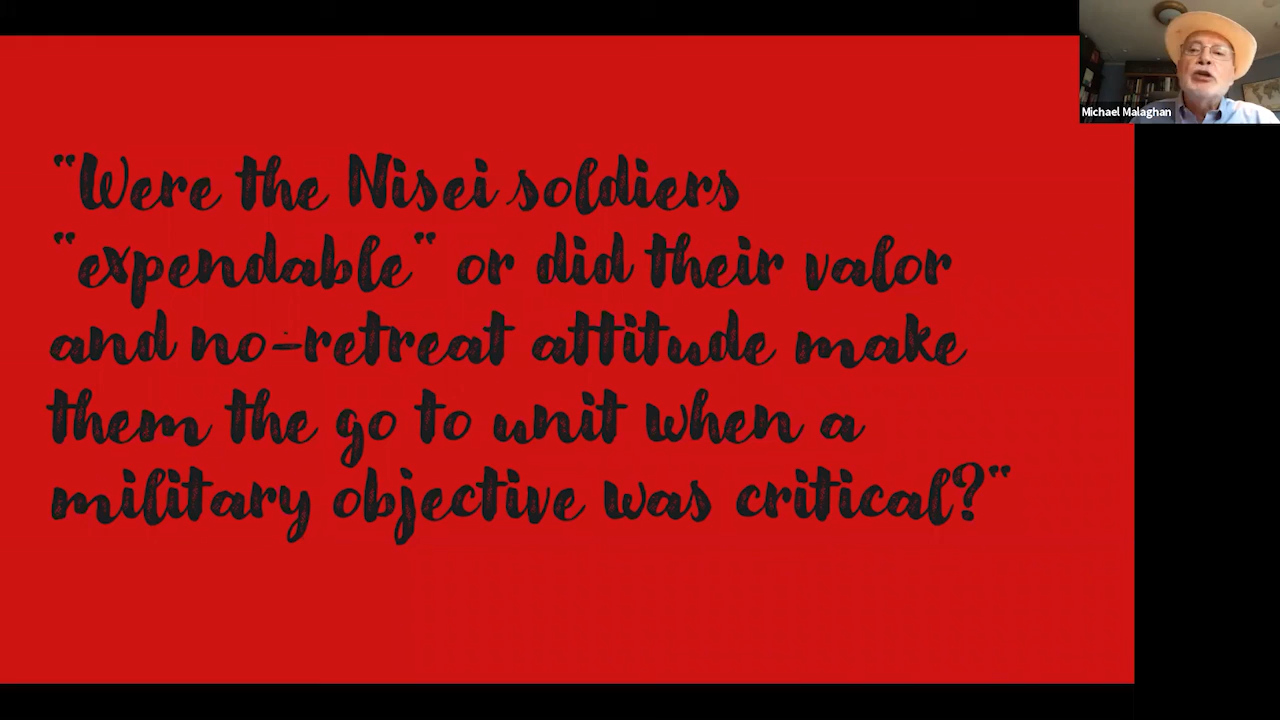 "Were the Nisei soldiers
"expendable" or did their valor
and no-retreat attitude make
them the go to unit when a
military objective was critical?"
Michael Malaghan